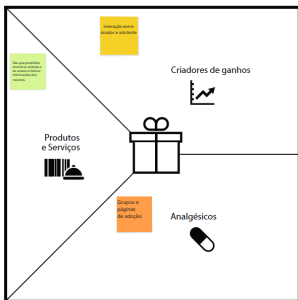 Interação entre
doador e adotante
Criadores de ganhos
Produtos
e Serviços
Grupos e
páginas
de adoção
Analgésicos